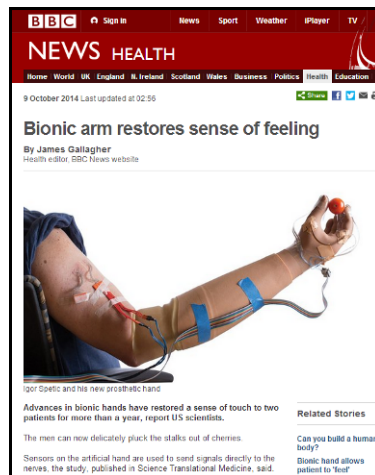 BBC Sign in News Sport Weather iPlayer TV
NEWS HEALTH
Home World UK England N. Ireland Scotland Wales Business Politics Health Education
9 October 2014 Last updated at 02:56
Share
Bionic arm restores sense of feeling
By James Gallagher
Health editor, BBC News website
Igor Spetic and his new prosthetic hand
Advances in bionic hands have restored a sense of touch to two
patients for more than a year, report US scientists.
The men can now delicately pluck the stalks out of cherries.
Sensors on the artificial hand are used to send signals directly to the
nerves, the study, published in Science Translational Medicine, said.
Related Stories
Can you build a human
body?
Bionic hand allows
patient to 'feel'